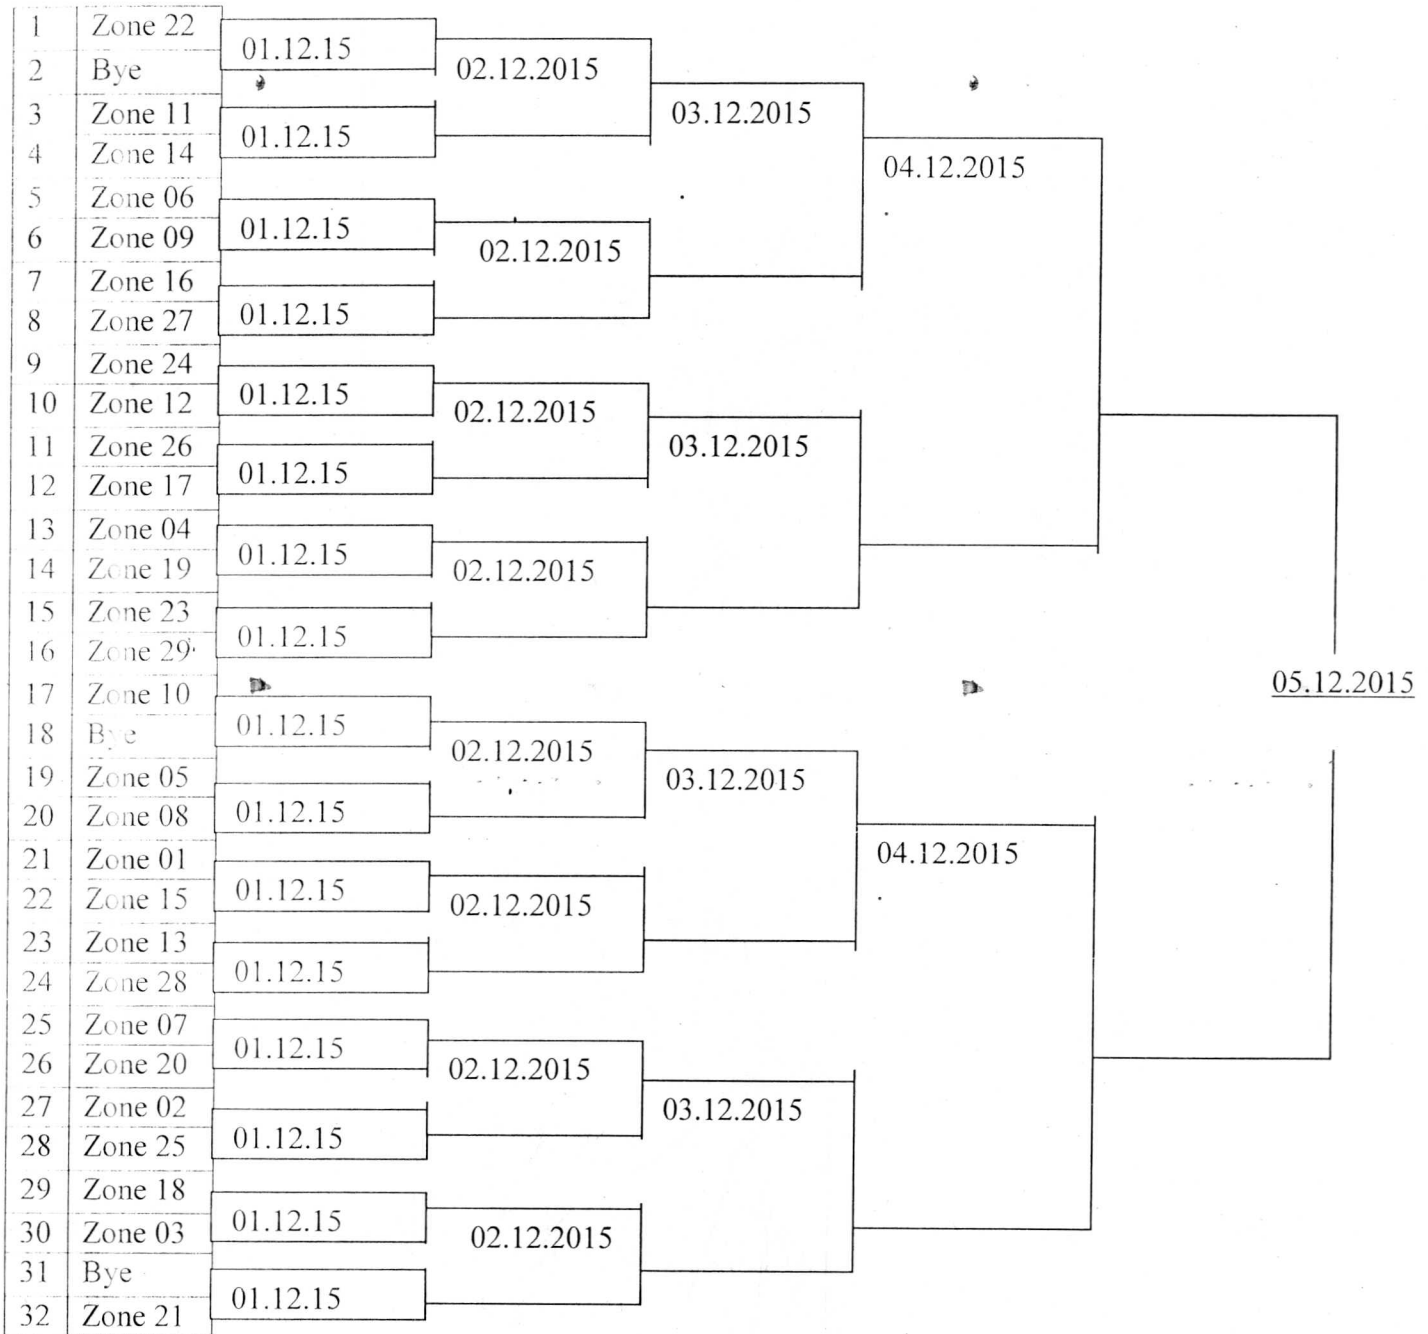 1 Zone 22
01.12.15
2 Bye
02.12.2015
3 Zone 11
03.12.2015
01.12.15
4 Zone 14
04.12.2015
5 Zone 06
01.12.15
6 Zone 09
02.12.2015
7 Zone 16
01.12.15
8 Zone 27
9 Zone 24
01.12.15
10 Zone 12
02.12.2015
11 Zone 26
03.12.2015
01.12.15
12 Zone 17
13 Zone 04
01.12.15
14 Zone 19
02.12.2015
15 Zone 23
01.12.15
16 Zone 29
17 Zone 10
05.12.2015
01.12.15
18 Bye
02.12.2015
19 Zone 05
03.12.2015
01.12.15
20 Zone 08
04.12.2015
21 Zone 01
01.12.15
22 Zone 15
02.12.2015
23 Zone 13
01.12.15
24 Zone 28
25 Zone 07
01.12.15
26 Zone 20
02.12.2015
27 Zone 02
03.12.2015
01.12.15
28 Zone 25
29 Zone 18
01.12.15
30 Zone 03
02.12.2015
31 Bye
01.12.15
32 Zone 21